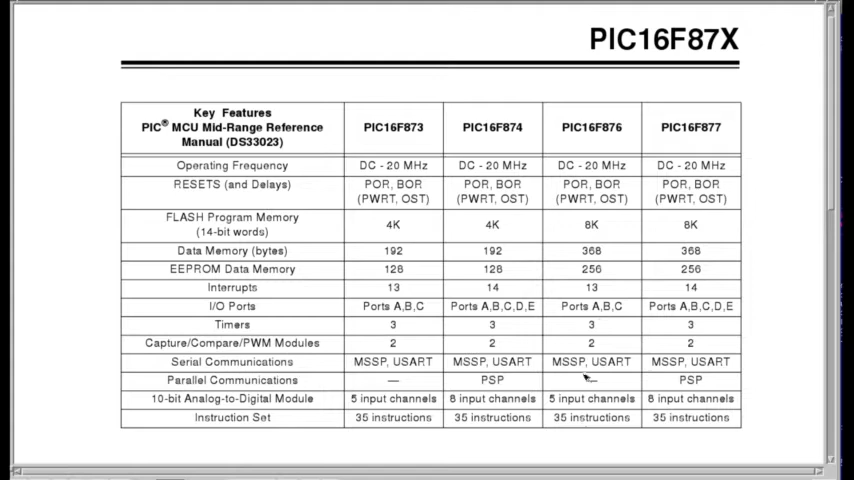 PIC16F87X
Key Features
PIC® MCU Mid-Range Reference
Manual (DS33023)
PIC16F873 PIC16F874 PIC16F876 PIC16F877
Operating Frequency DC - 20 MHz DC - 20 MHz DC - 20 MHz DC - 20 MHz
RESETS (and Delays) POR, BOR POR, BOR POR, BOR POR, BOR
(PWRT, OST) (PWRT, OST) (PWRT, OST) (PWRT, OST)
FLASH Program Memory
(14-bit words) 4K 4K 8K 8K
Data Memory (bytes) 192 192 368 368
EEPROM Data Memory 128 128 256 256
Interrupts 13 14 13 14
I/O Ports Ports A,B,C Ports A,B,C,D,E Ports A,B,C Ports A,B,C,D,E
Timers 3 3 3 3
Capture/Compare/PWM Modules 2 2 2 2
Serial Communications MSSP, USART MSSP, USART MSSP, USART MSSP, USART
Parallel Communications — PSP — PSP
10-bit Analog-to-Digital Module 5 input channels 8 input channels 5 input channels 8 input channels
Instruction Set 35 instructions 35 instructions 35 instructions 35 instructions